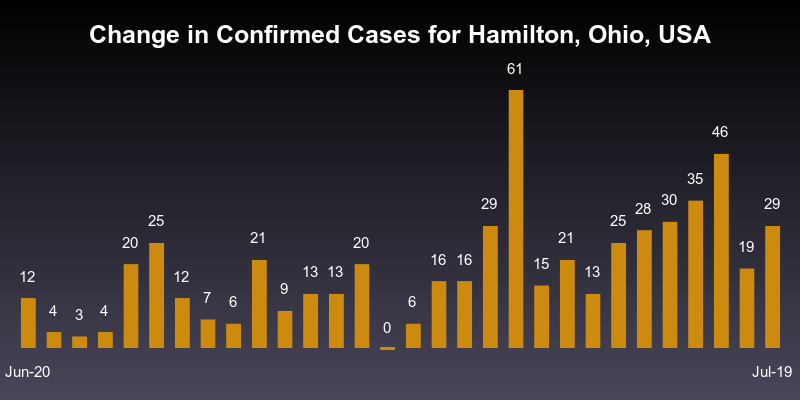 Change in Confirmed Cases for Hamilton, Ohio, USA
12 4 3 4 20 25 12 7 6 21 9 13 13 20 0 6 16 16 29 61 15 21 13 25 28 30 35 46 19 29
Jun-20 Jul-19